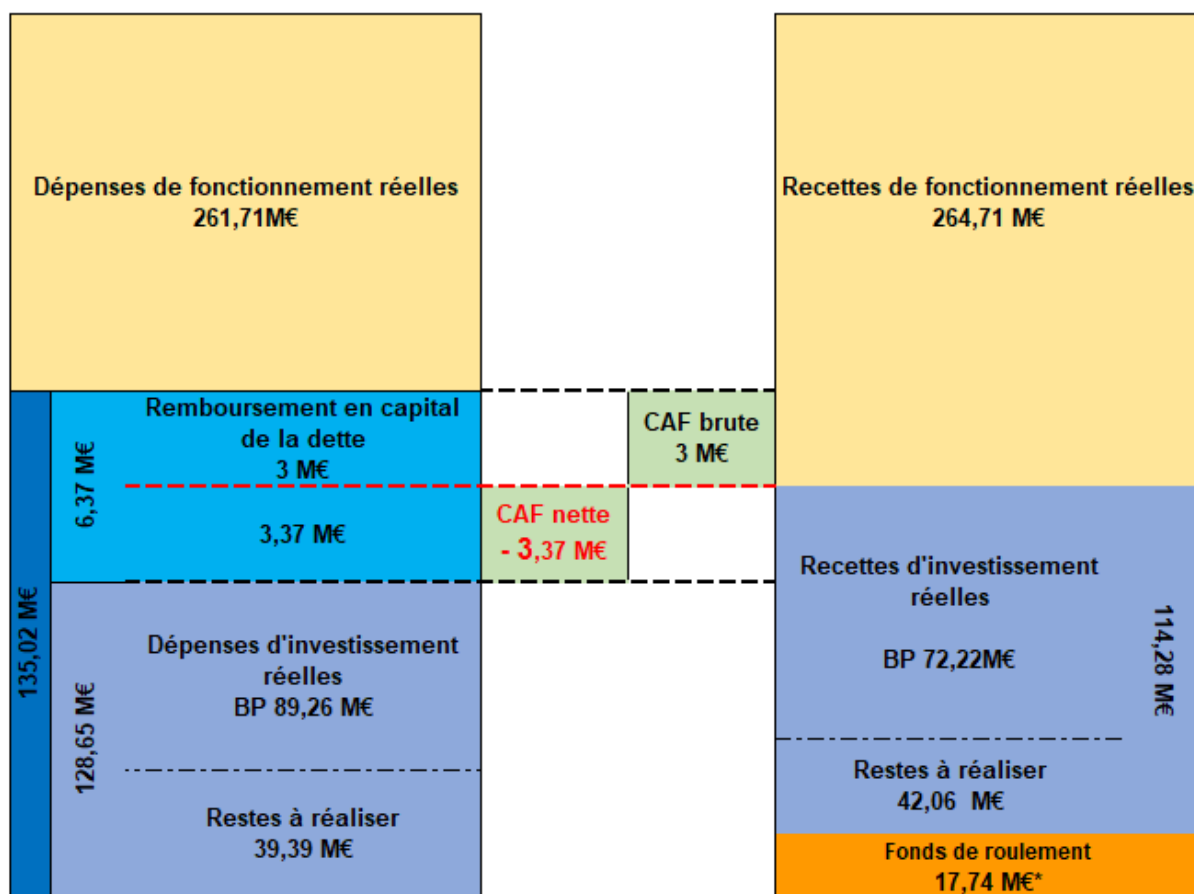 Dépenses de fonctionnement réelles
261,71M€
Recettes de fonctionnement réelles
264,71 M€
135,02 M€
6,37 M€
Remboursement en capital
de la dette
3 M€
3,37 M€
CAF brute
3 M€
CAF nette
- 3,37 M€
128,65 M€
Dépenses d'investissement
réelles
BP 89,26 M€
Restes à réaliser
39,39 M€
Recettes d'investissement
réelles
BP 72,22M€
114,28 M€
Restes à réaliser
42,06 M€
Fonds de roulement
17,74 M€*